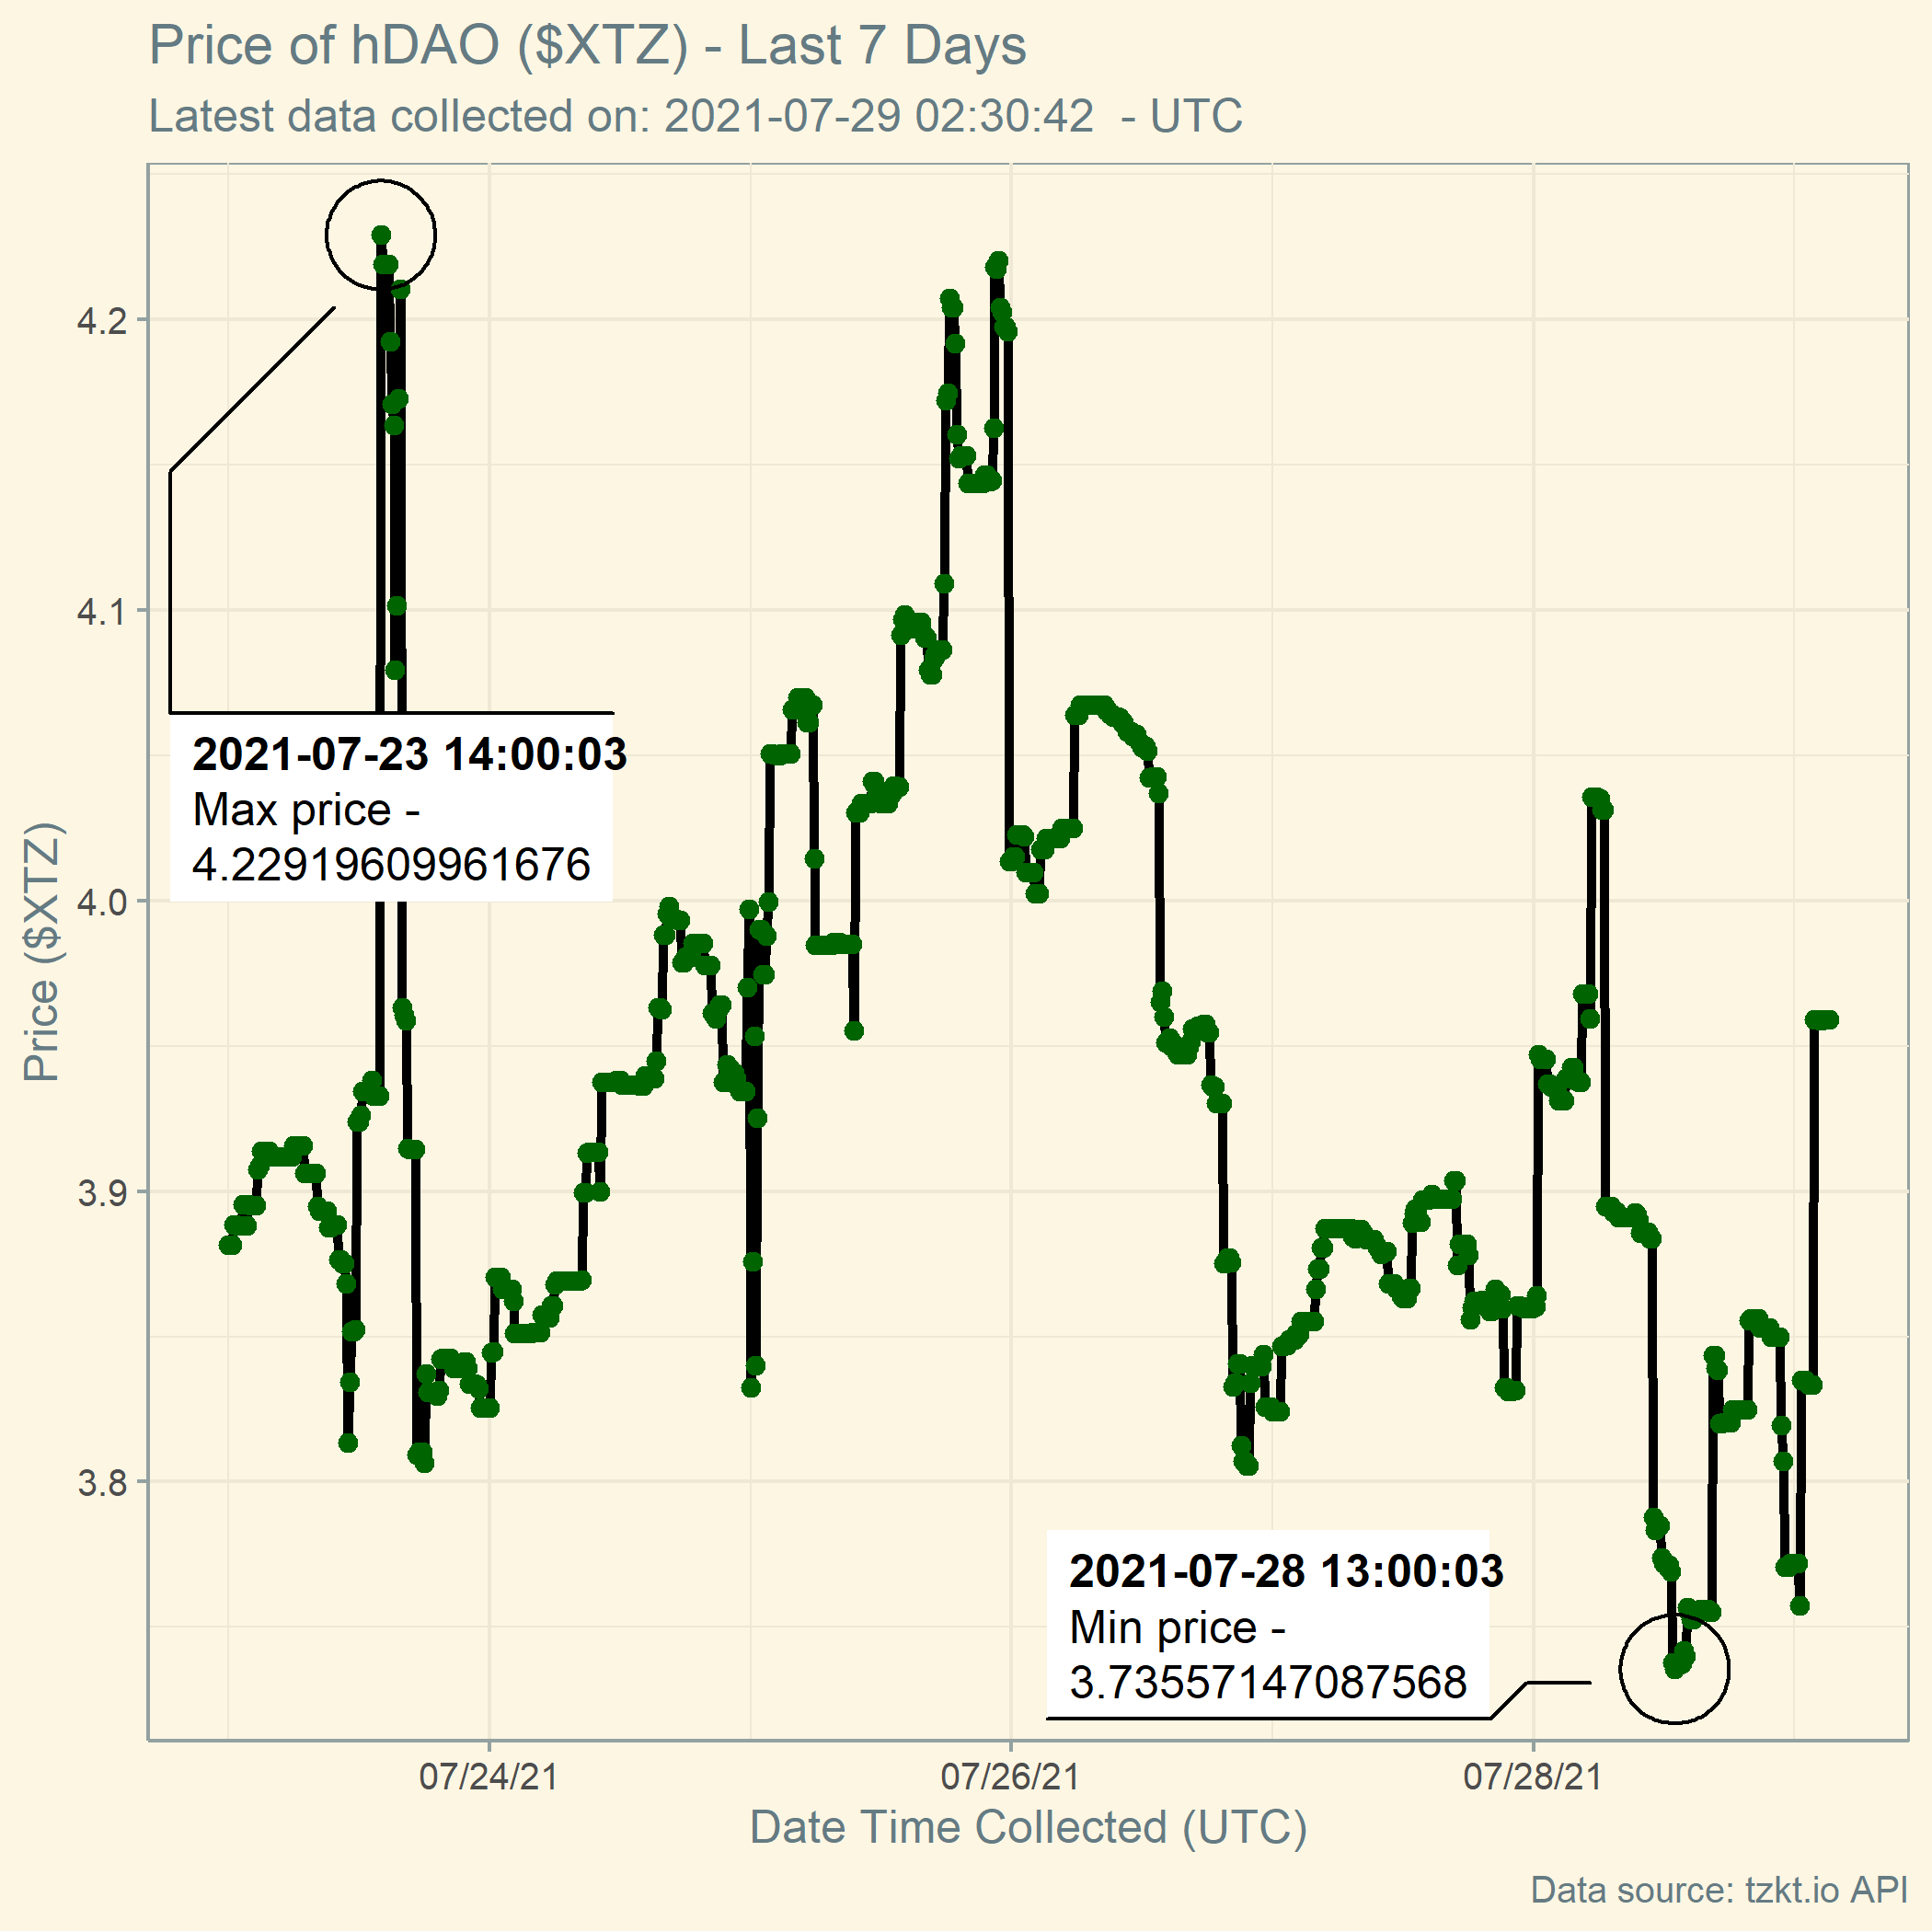 Price of hDAO ($XTZ) - Last 7 Days
Latest data collected on: 2021-07-29 02:30:42  - UTC
Price ($XTZ)
4.2
4.1
4.0
3.9
3.8
2021-07-23 14:00:03
Max price -
4.22919609961676
2021-07-28 13:00:03
Min price -
3.73557147087568
07/24/21
07/26/21
07/28/21
Date Time Collected (UTC)
Data source: tzkt.io API